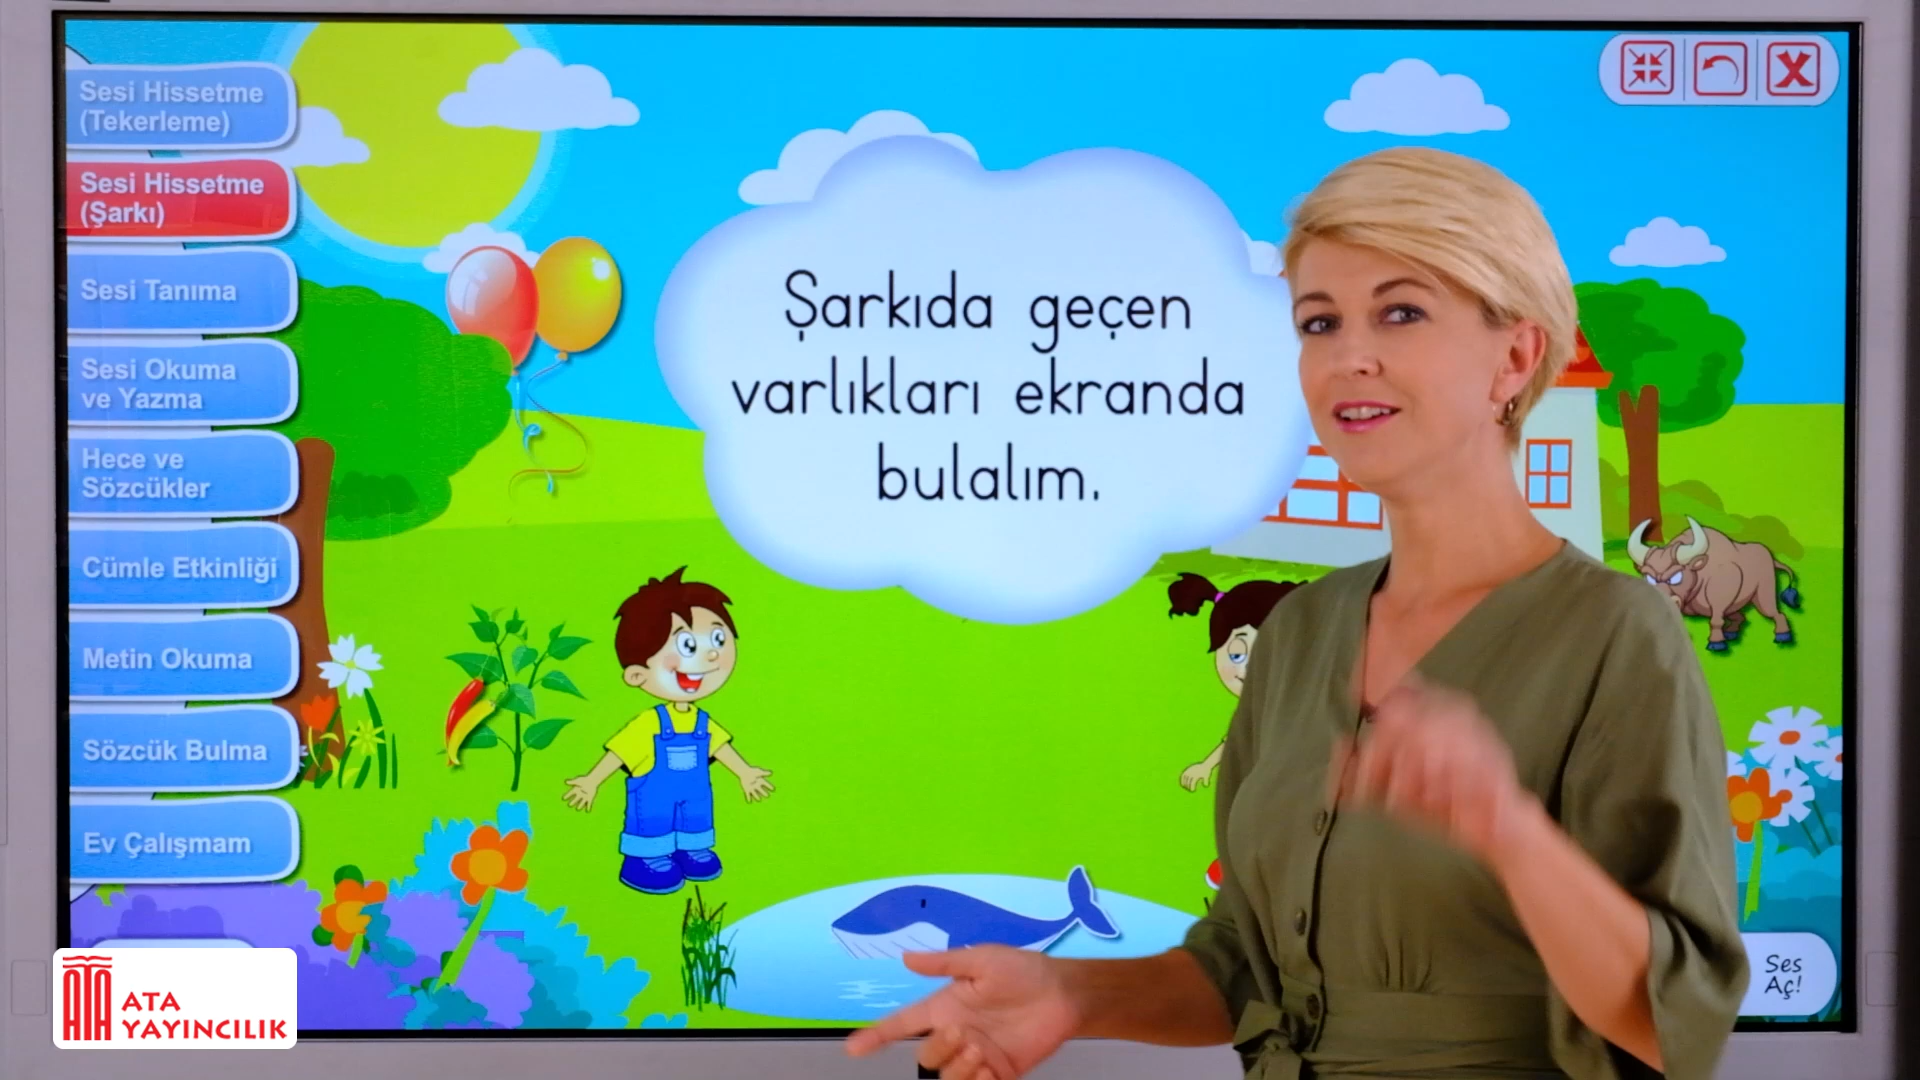 Sesi Hissetme
(Tekerleme)
Sesi Hissetme
(Şarkı)
Sesi Tanıma
Sesi Okuma
ve Yazma
Hece ve
Sözcükler
Cümle Etkinliği
Metin Okuma
Sözcük Bulma
Ev Çalışmam
Şarkıda geçen
varlıkları ekranda
bulalım.
Ses
Aç!
ATA
ATA
YAYINCILIK